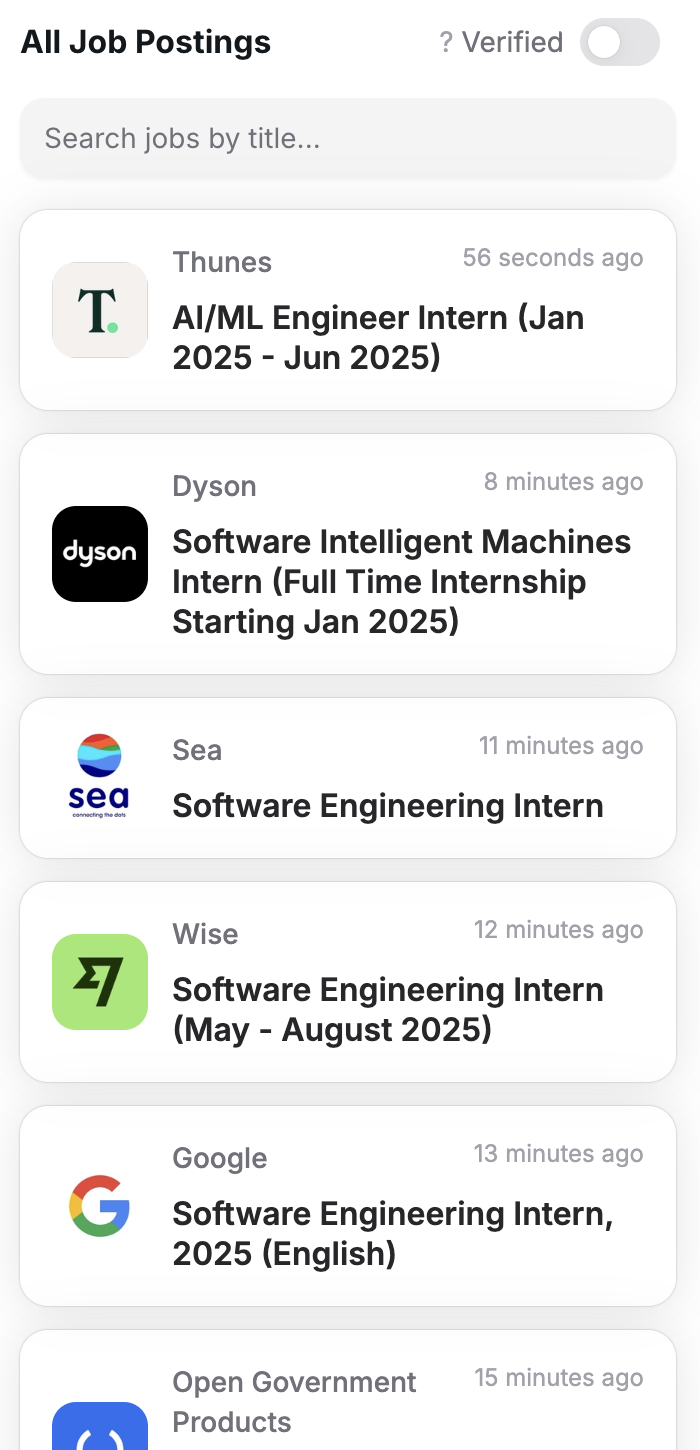 All Job Postings
? Verified
Search jobs by title...
Thunes
56 seconds ago
T.
AI/ML Engineer Intern (Jan
2025 - Jun 2025)
Dyson
8 minutes ago
dyson
Software Intelligent Machines
Intern (Full Time Internship
Starting Jan 2025)
Sea
11 minutes ago
sea
connecting the dots
Software Engineering Intern
Wise
12 minutes ago
Software Engineering Intern
(May - August 2025)
Google
13 minutes ago
G
Software Engineering Intern,
2025 (English)
Open Government
Products
15 minutes ago